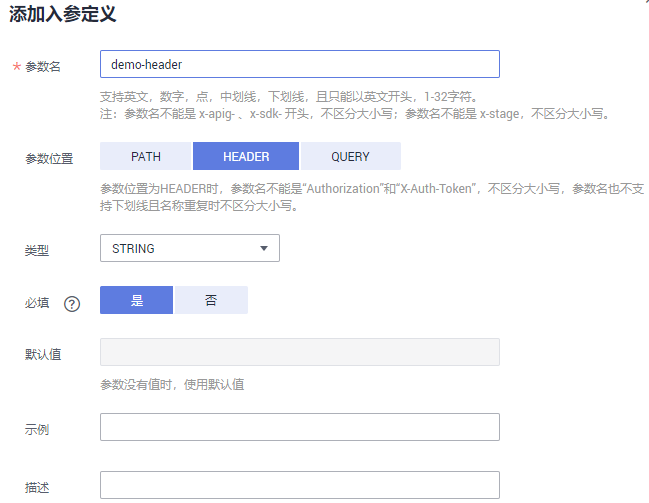 添加入参定义
* 参数名 demo-header
支持英文，数字，点，中划线，下划线，且只能以英文开头，1-32字符。
注：参数名不能是 x-apig- 、x-sdk- 开头，不区分大小写；参数名不能是 x-stage，不区分大小写。
参数位置 PATH HEADER QUERY
参数位置为HEADER时，参数名不能是“Authorization”和“X-Auth-Token”，不区分大小写，参数名也不支
持下划线且名称重复时不区分大小写。
类型 STRING
必填 ? 是 否
默认值
参数没有值时，使用默认值
示例
描述